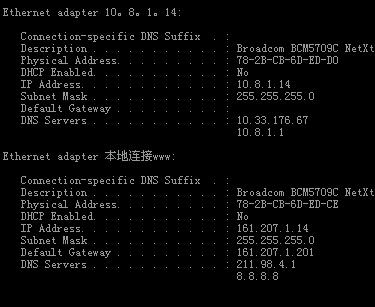 Ethernet adapter 10。8。1。14:
Connection-specific DNS Suffix  . :
Description . . . . . . . . . . . : Broadcom BCM5709C NetXt
Physical Address. . . . . . . . . : 78-2B-CB-6D-ED-D0
DHCP Enabled. . . . . . . . . . . : No
IP Address. . . . . . . . . . . . : 10.8.1.14
Subnet Mask . . . . . . . . . . . : 255.255.255.0
Default Gateway . . . . . . . . . :
DNS Servers . . . . . . . . . . . : 10.33.176.67
10.8.1.1
Ethernet adapter 本地连接www:
Connection-specific DNS Suffix  . :
Description . . . . . . . . . . . : Broadcom BCM5709C NetXt
Physical Address. . . . . . . . . : 78-2B-CB-6D-ED-CE
DHCP Enabled. . . . . . . . . . . : No
IP Address. . . . . . . . . . . . : 161.207.1.14
Subnet Mask . . . . . . . . . . . : 255.255.255.0
Default Gateway . . . . . . . . . : 161.207.1.201
DNS Servers . . . . . . . . . . . : 211.98.4.1
8.8.8.8